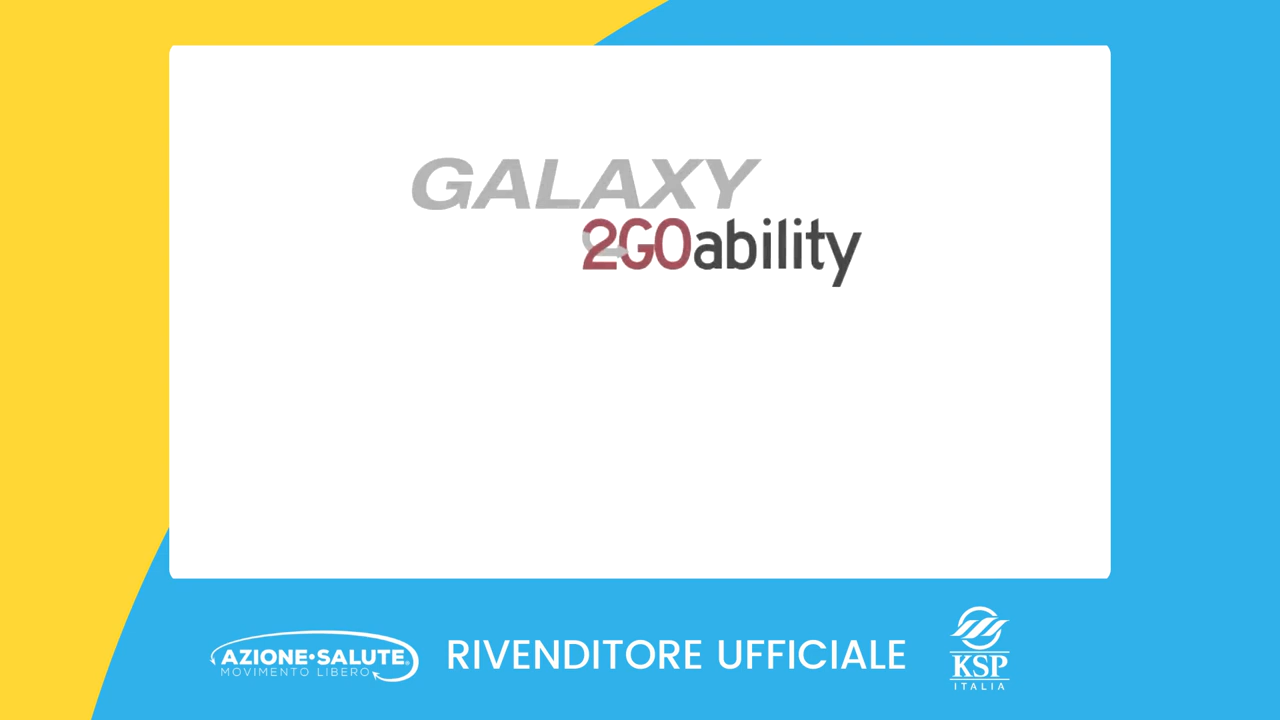 GALAXY
2GOability
AZIONE•SALUTE®
MOVIMENTO LIBERO
RIVENDITORE UFFICIALE
KSP
ITALIA